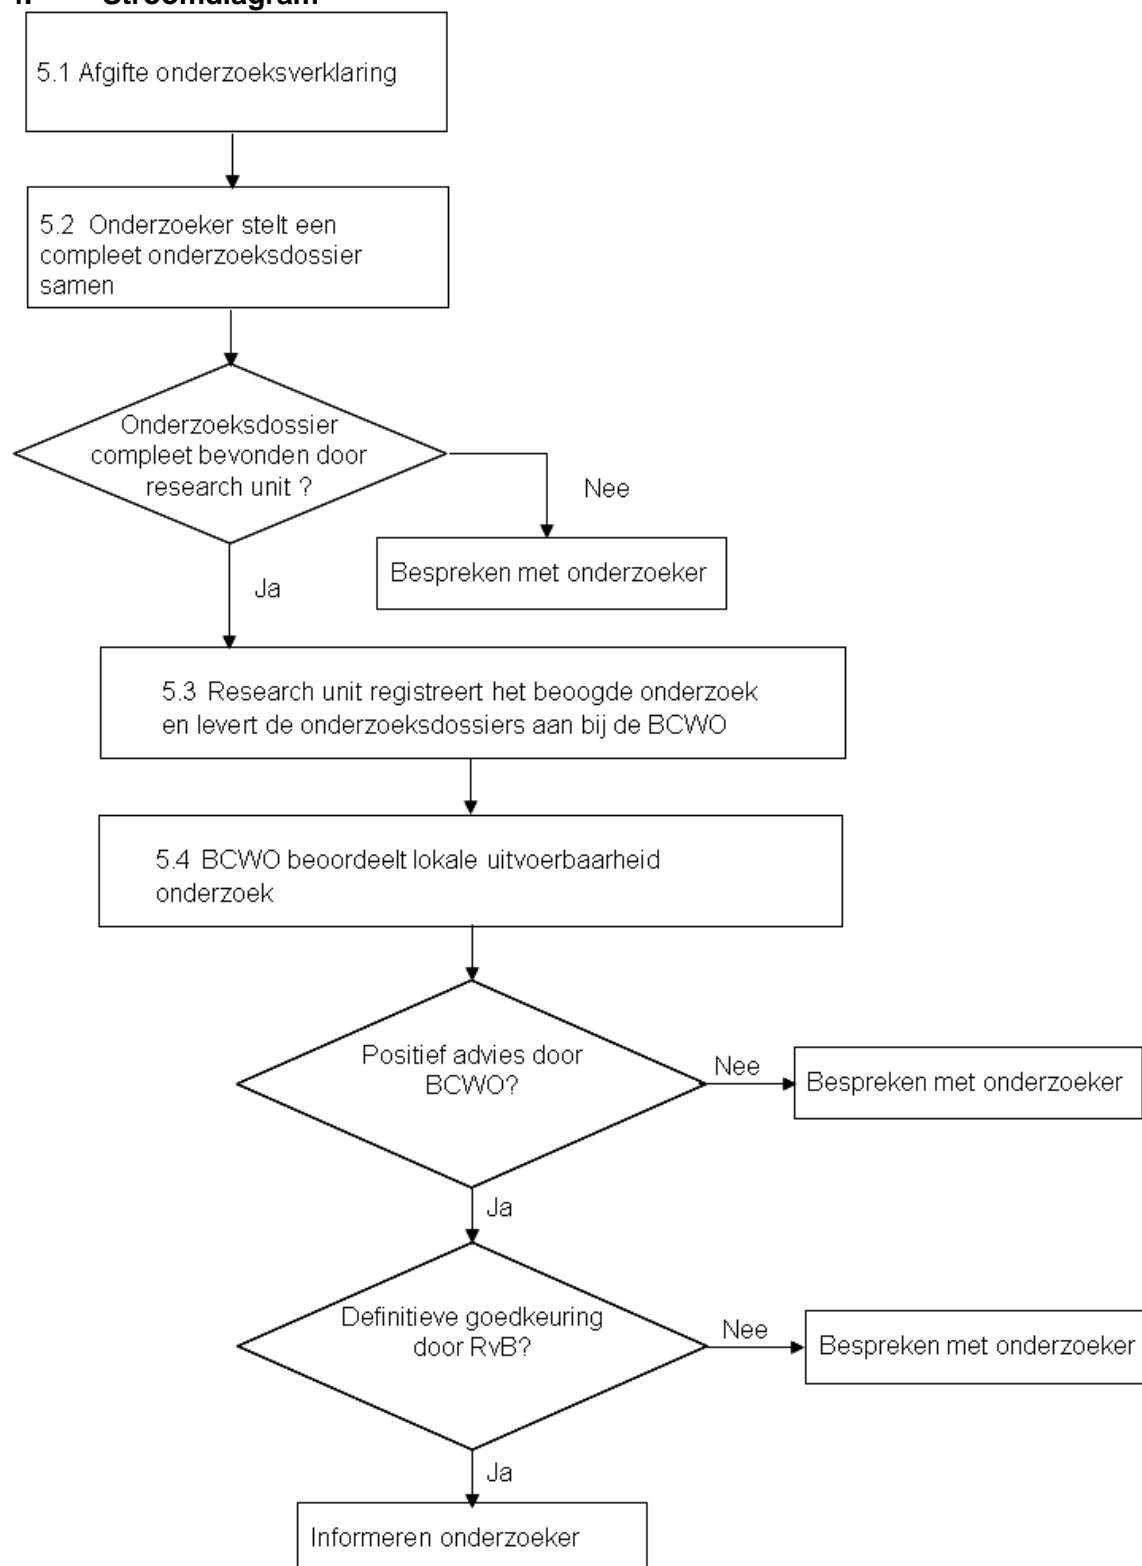 Stroomdiagram
5.1 Afgifte onderzoeksverklaring
5.2 Onderzoeker stelt een
compleet onderzoeksdossier
samen
Onderzoeksdossier
compleet bevonden door
research unit ?
Nee
Bespreken met onderzoeker
Ja
5.3 Research unit registreert het beoogde onderzoek
en levert de onderzoeksdossiers aan bij de BCWO
5.4 BCWO beoordeelt lokale uitvoerbaarheid
onderzoek
Positief advies door
BCWO?
Nee
Bespreken met onderzoeker
Ja
Definitieve goedkeuring
door RvB?
Nee
Bespreken met onderzoeker
Ja
Informeren onderzoeker